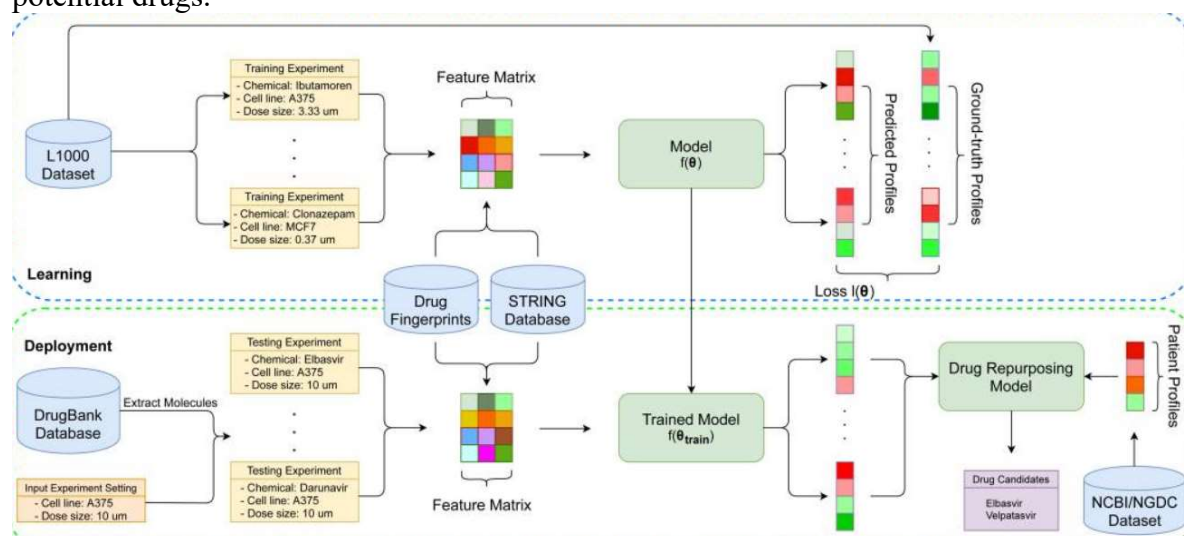 potential drugs.
Training Experiment
- Chemical: Ibutamoren
- Cell line: A375
- Dose size: 3.33 um
Feature Matrix
L1000
Dataset
Model
f(θ)
Predicted Profiles
Ground-truth Profiles
Training Experiment
- Chemical: Clonazepam
- Cell line: MCF7
- Dose size: 0.37 um
Learning
Loss l(θ)
Drug
Fingerprints
STRING
Database
Deployment
DrugBank
Database
Extract Molecules
Input Experiment Setting
- Cell line: A375
- Dose size: 10 um
Testing Experiment
- Chemical: Elbasvir
- Cell line: A375
- Dose size: 10 um
Testing Experiment
- Chemical: Darunavir
- Cell line: A375
- Dose size: 10 um
Feature Matrix
Trained Model
f(θtrain)
Drug Repurposing
Model
Patient Profiles
Drug Candidates
Elbasvir
Velpatasvir
NCBI/NGDC
Dataset